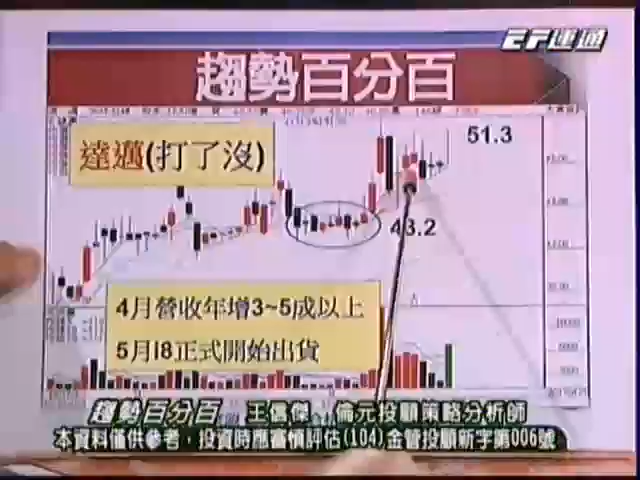 EF運通
趨勢百分百
51.3
達邁(打了沒)
43.2
4月營收年增3~5成以上
5月I8正式開始出貨
趨勢百分百 王信傑 倫元投顧策略分析師
本資料僅供參考，投資時應審慎評估(104)金管投顧新字第006號